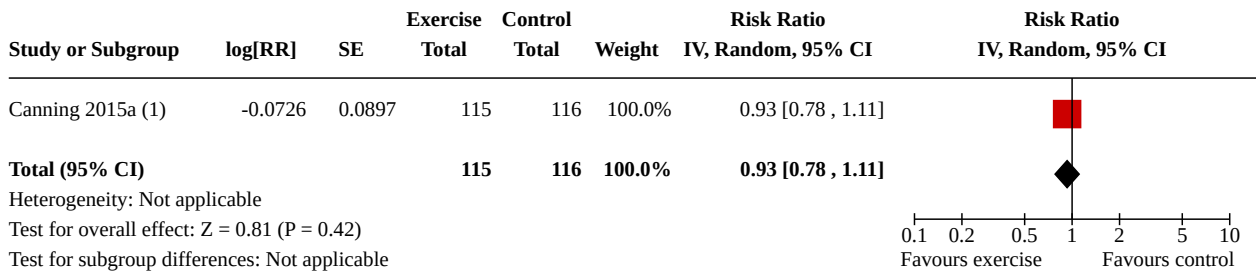 Exercise Control Risk Ratio Risk Ratio
Study or Subgroup log[RR] SE Total Total Weight IV, Random, 95% CI IV, Random, 95% CI
Canning 2015a (1) -0.0726 0.0897 115 116 100.0% 0.93 [0.78 , 1.11]
Total (95% CI) 115 116 100.0% 0.93 [0.78 , 1.11]
Heterogeneity: Not applicable
Test for overall effect: Z = 0.81 (P = 0.42) 0.1 0.2 0.5 1 2 5 10
Test for subgroup differences: Not applicable Favours exercise Favours control